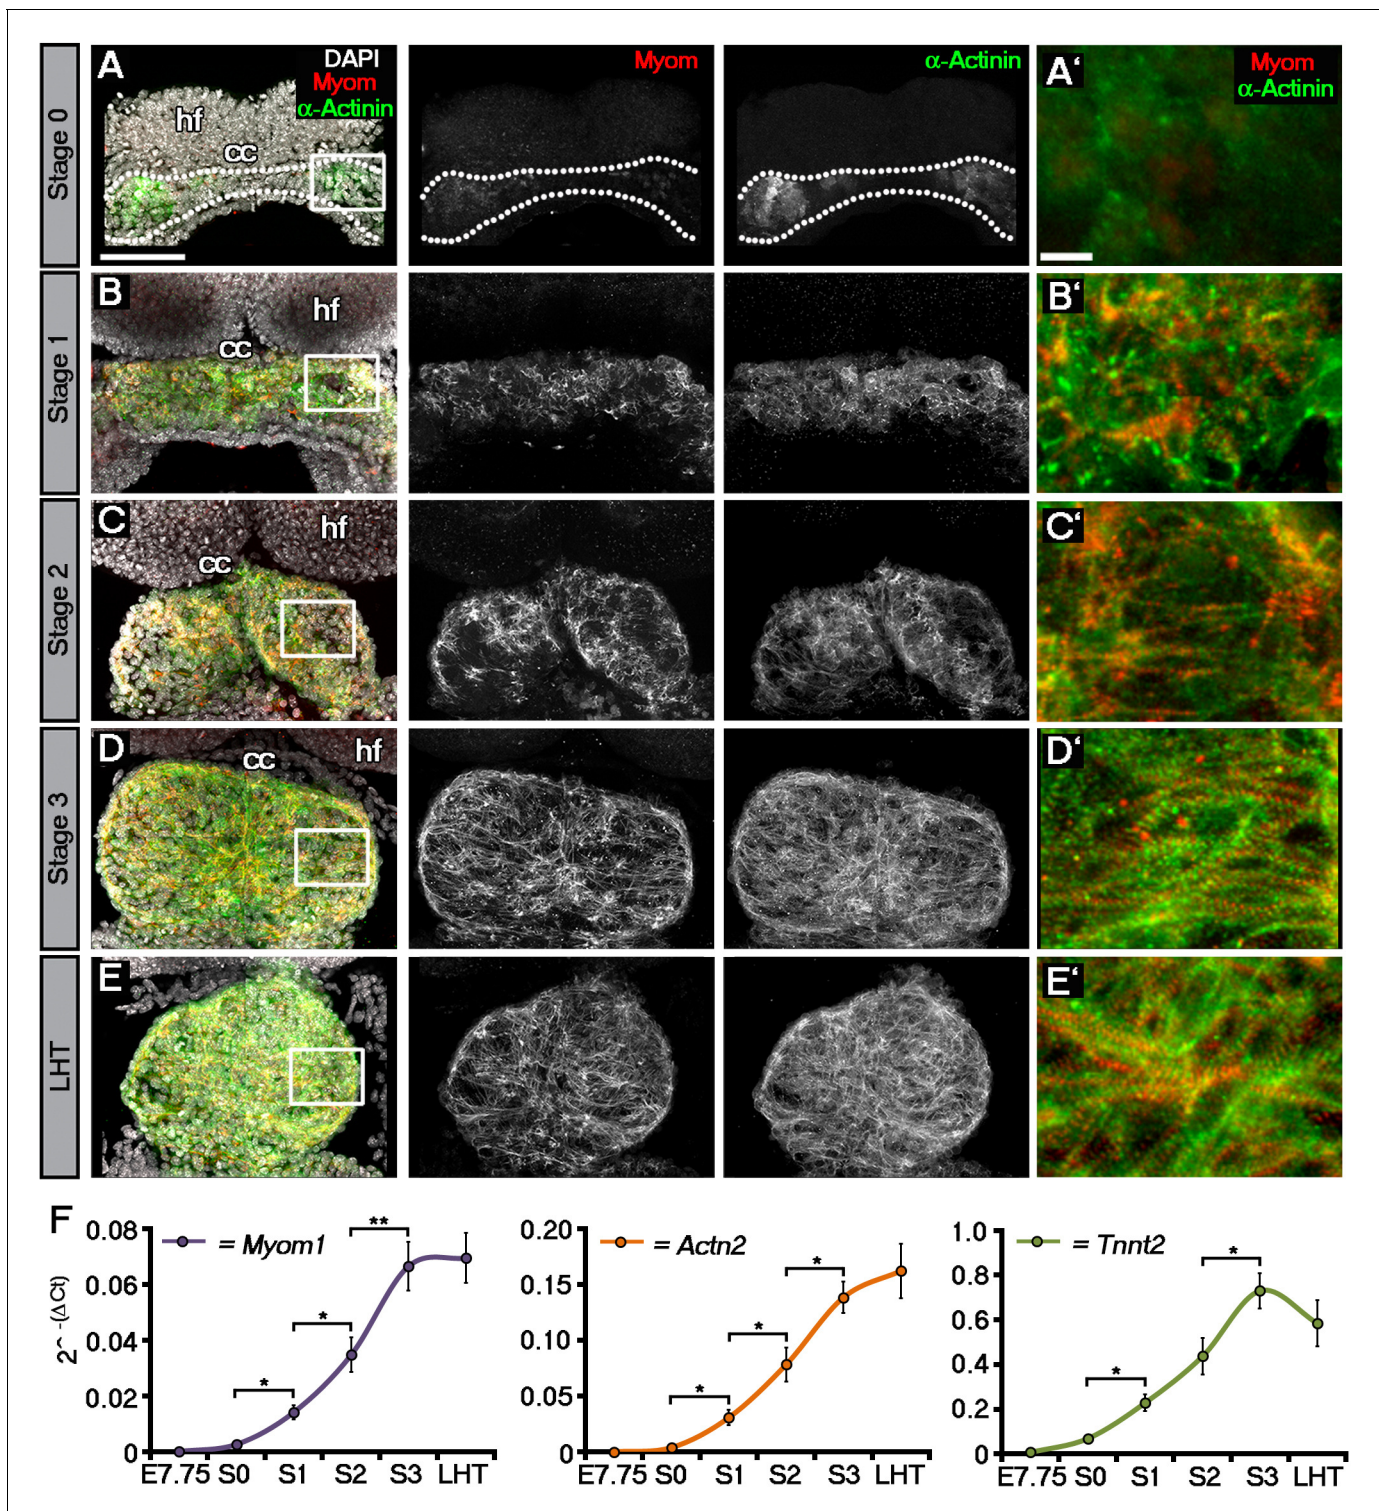 Stage 0
A
DAPI
Myom
α-Actinin
hf
cc
Myom
α-Actinin
A‘
Myom
α-Actinin
Stage 1
B
hf
cc
B‘
Stage 2
C
hf
cc
C‘
Stage 3
D
hf
cc
D‘
LHT
E
E‘
F
2^-(ΔCt)
0.08
0.06
0.04
0.02
0
= Myom1
*
*
**
E7.75 S0 S1 S2 S3 LHT
0.20
0.15
0.10
0.05
0
= Actn2
*
*
*
E7.75 S0 S1 S2 S3 LHT
1.0
0.8
0.6
0.4
0.2
0
= Tnnt2
*
*
E7.75 S0 S1 S2 S3 LHT